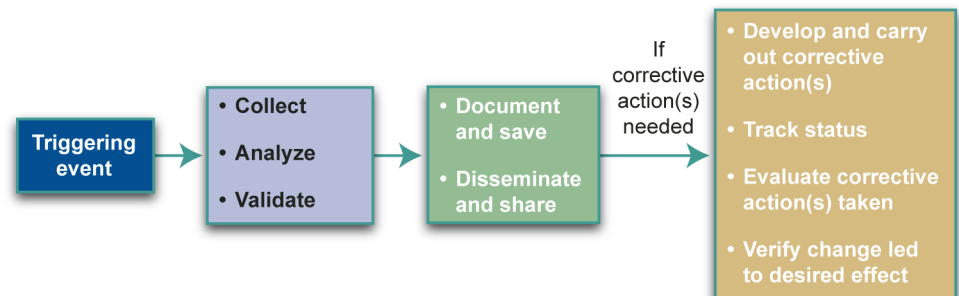 Triggering
event
• Collect
• Analyze
• Validate
• Document
and save
• Disseminate
and share
If
corrective
action(s)
needed
• Develop and carry
out corrective
action(s)
• Track status
• Evaluate corrective
action(s) taken
• Verify change led
to desired effect